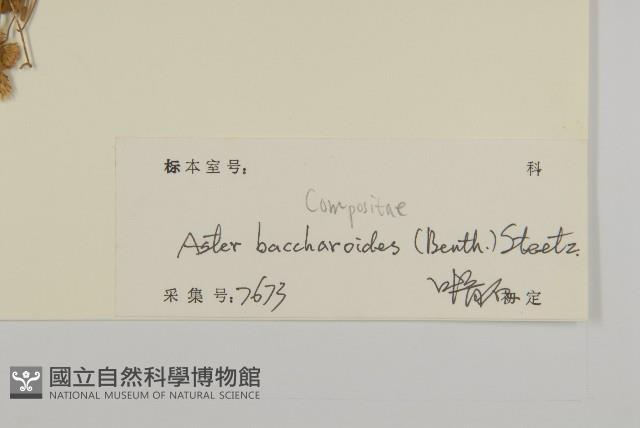 标本室号: 科
Compositae
Aster baccharoides (Benth.) Steetz.
采集号: 7673 定
國立自然科學博物館
NATIONAL MUSEUM OF NATURAL SCIENCE